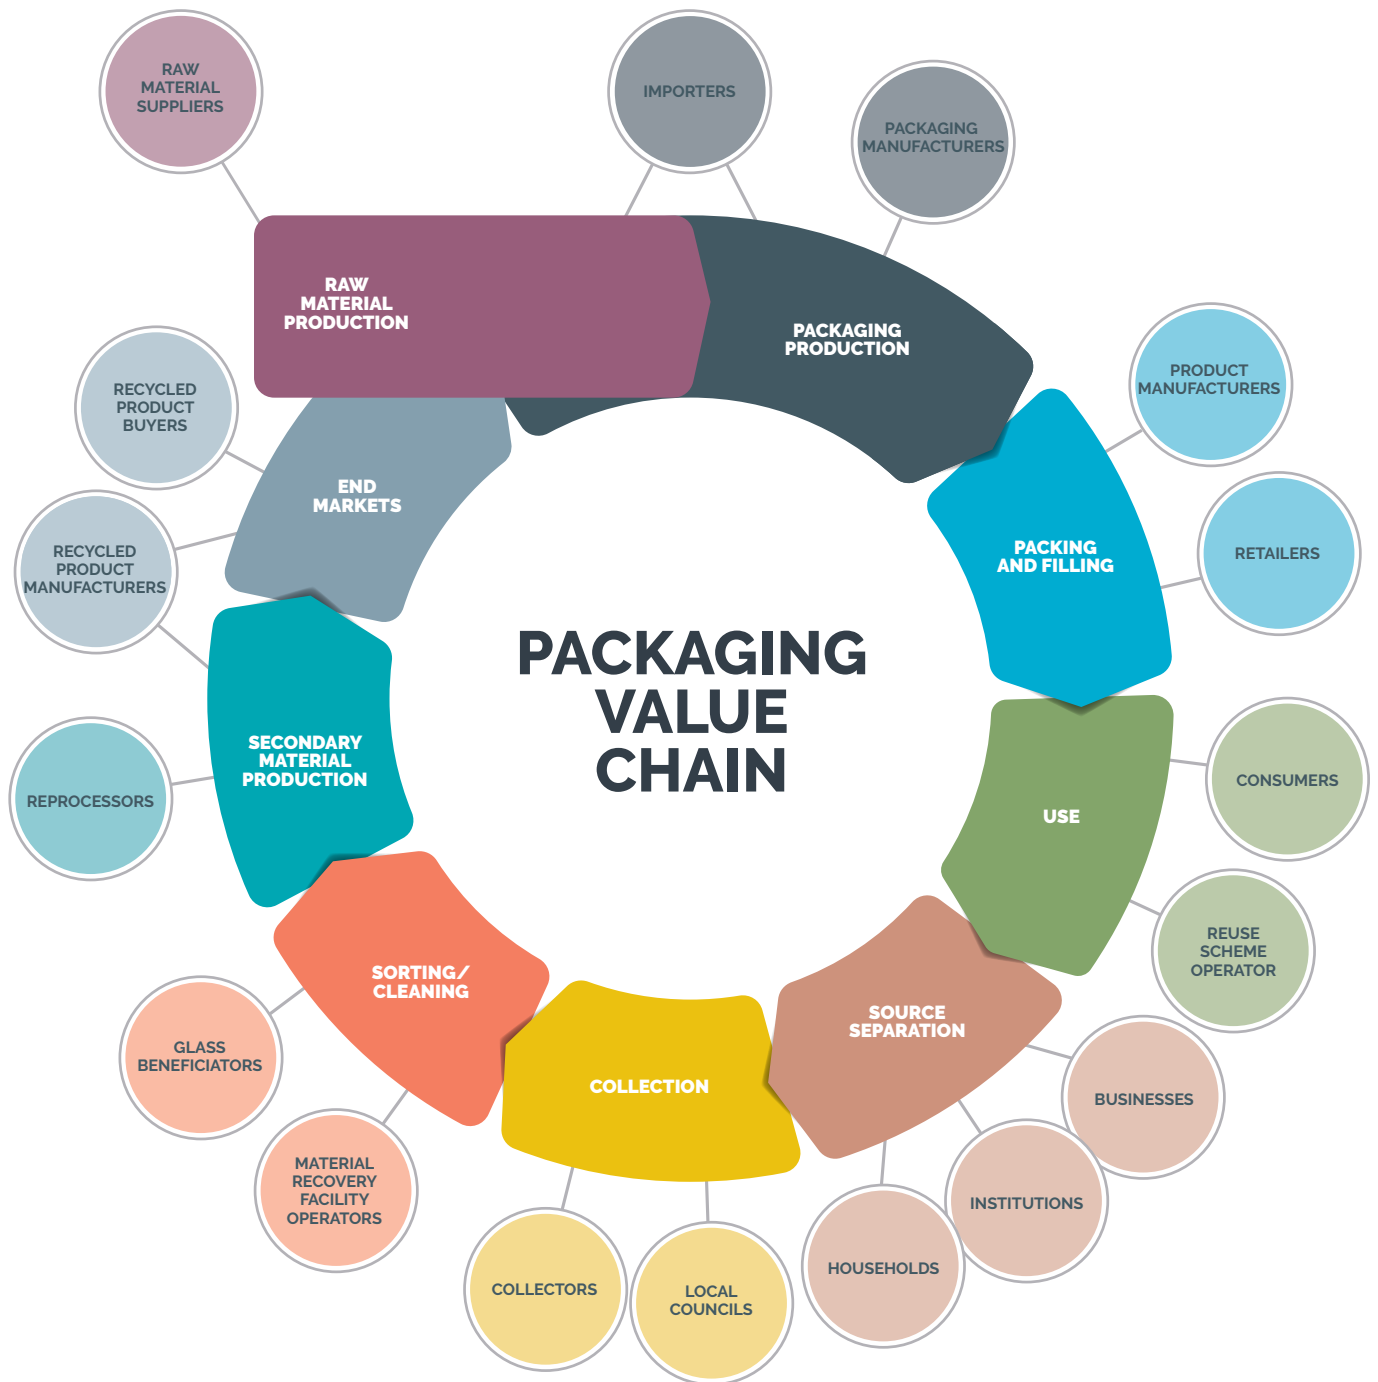 RAW
MATERIAL
SUPPLIERS
IMPORTERS
PACKAGING
MANUFACTURERS
RAW
MATERIAL
PRODUCTION
PACKAGING
PRODUCTION
PRODUCT
MANUFACTURERS
RECYCLED
PRODUCT
BUYERS
END
MARKETS
PACKING
AND FILLING
RETAILERS
RECYCLED
PRODUCT
MANUFACTURERS
PACKAGING
VALUE
CHAIN
SECONDARY
MATERIAL
PRODUCTION
REPROCESSORS
USE
CONSUMERS
REUSE
SCHEME
OPERATOR
SORTING/
CLEANING
SOURCE
SEPARATION
COLLECTION
GLASS
BENEFICIATORS
BUSINESSES
MATERIAL
RECOVERY
FACILITY
OPERATORS
INSTITUTIONS
HOUSEHOLDS
COLLECTORS
LOCAL
COUNCILS